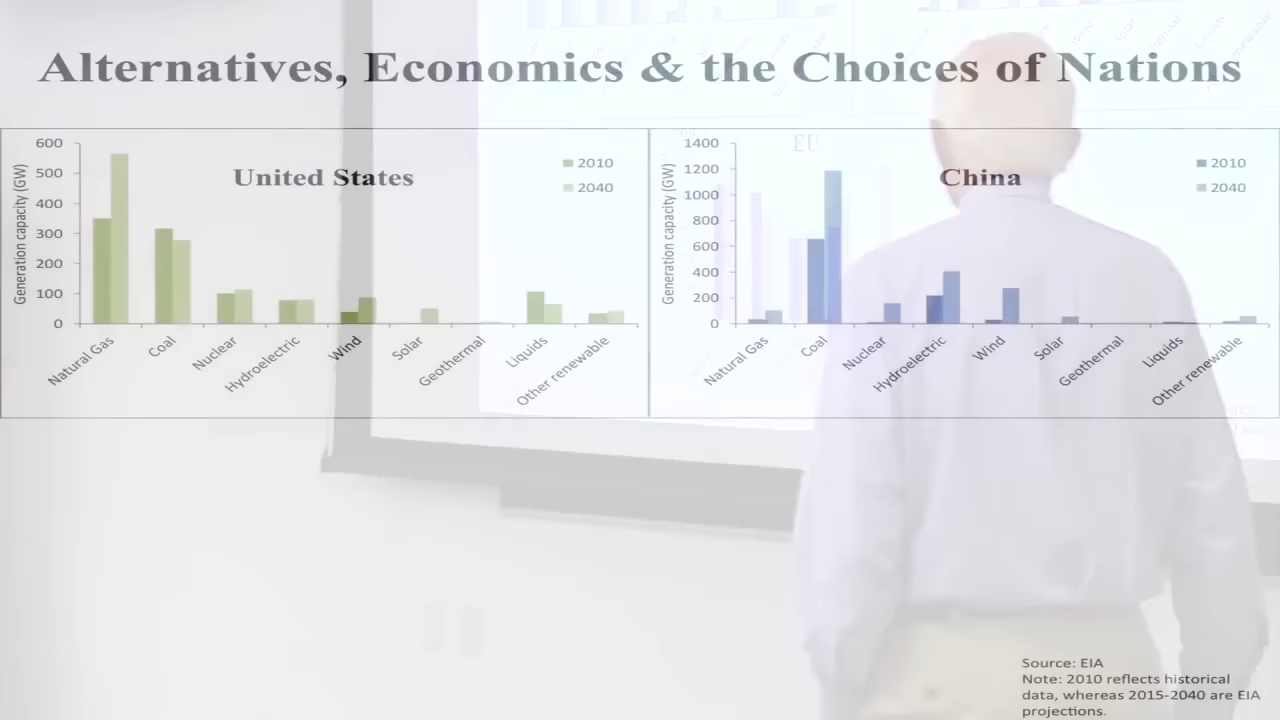 Alternatives, Economics & the Choices of Nations
United States
Generation capacity (GW)
600
500
400
300
200
100
0
2010
2040
Natural Gas
Coal
Nuclear
Hydroelectric
Wind
Solar
Geothermal
Liquids
Other renewable
EU
China
Generation capacity (GW)
1400
1200
1000
800
600
400
200
0
2010
2040
Natural Gas
Coal
Nuclear
Hydroelectric
Wind
Solar
Geothermal
Liquids
Other renewable
Source: EIA
Note: 2010 reflects historical
data, whereas 2015-2040 are EIA
projections.